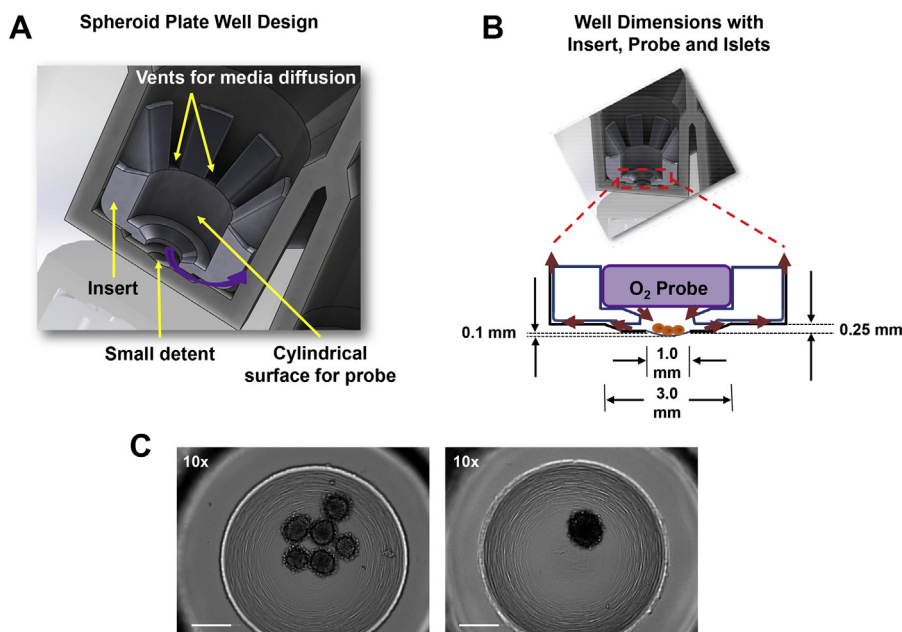 A
Spheroid Plate Well Design
Vents for media diffusion
Insert
Small detent
Cylindrical
surface for probe
B
Well Dimensions with
Insert, Probe and Islets
O₂ Probe
0.1 mm
0.25 mm
1.0
mm
3.0
mm
C
10x
10x